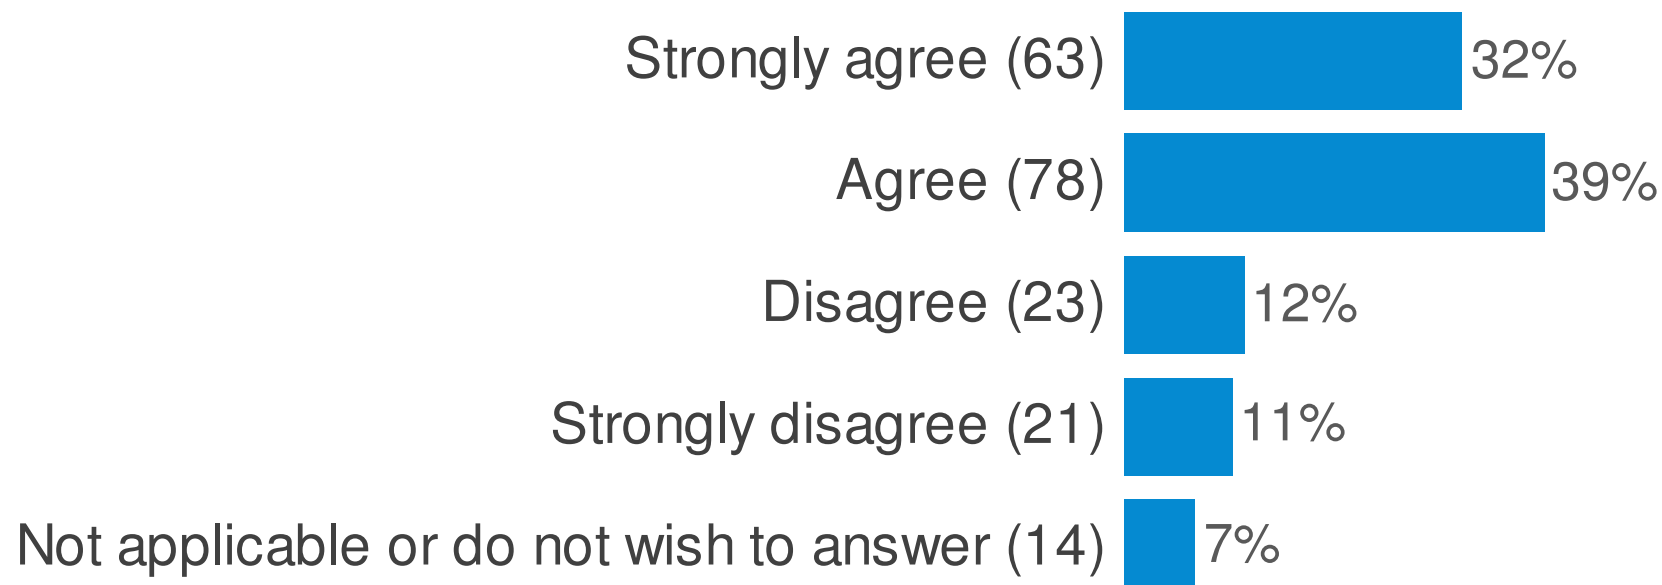 Strongly agree (63) 32%
Agree (78) 39%
Disagree (23) 12%
Strongly disagree (21) 11%
Not applicable or do not wish to answer (14) 7%